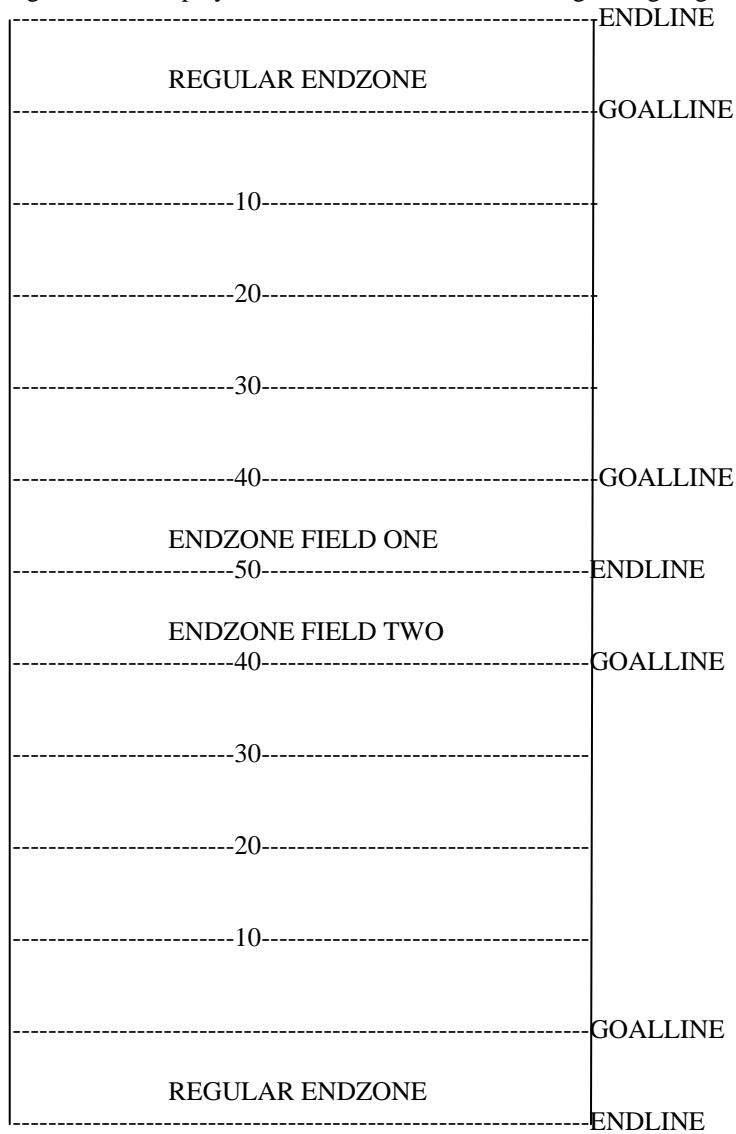 -----------------------------------------------------------ENDLINE
REGULAR ENDZONE
-----------------------------------------------------------GOALLINE
----------------------10----------------------------------
----------------------20----------------------------------
----------------------30----------------------------------
----------------------40----------------------------------GOALLINE
ENDZONE FIELD ONE
----------------------50---------------------------------ENDLINE
ENDZONE FIELD TWO
----------------------40---------------------------------GOALLINE
----------------------30---------------------------------
----------------------20---------------------------------
----------------------10---------------------------------
----------------------------------------------------------GOALLINE
REGULAR ENDZONE
----------------------------------------------------------ENDLINE